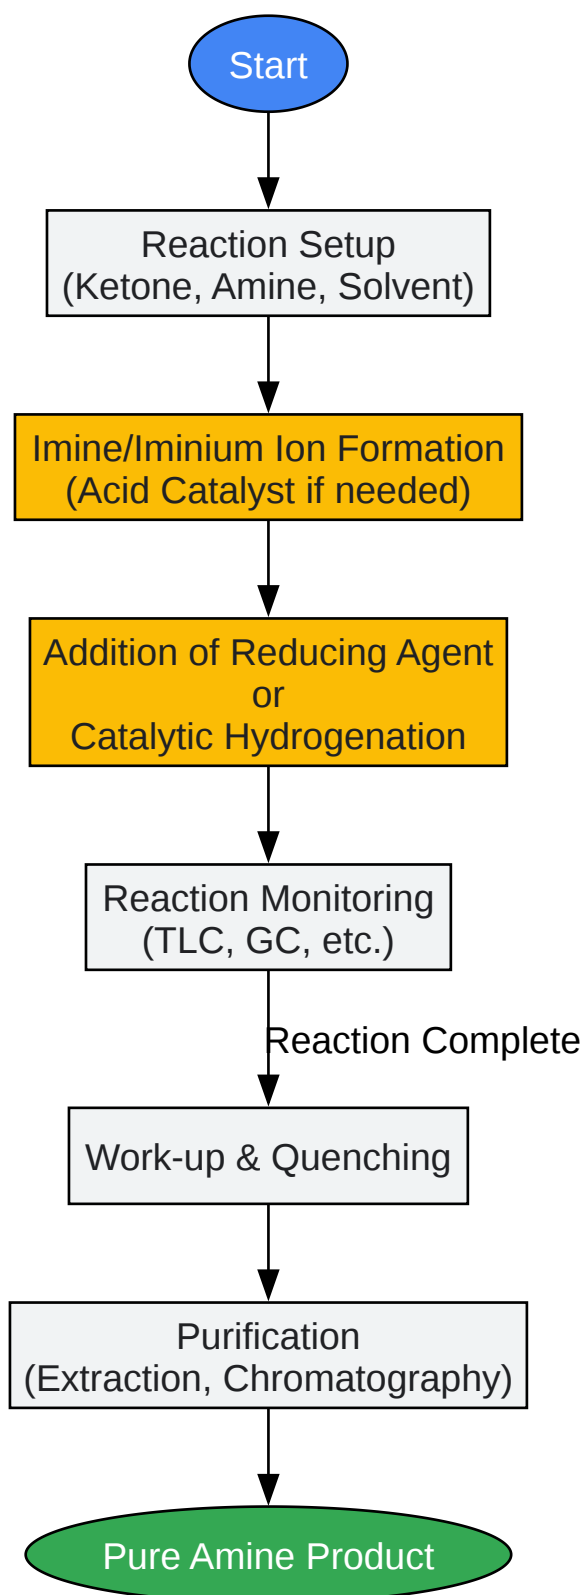 Start
Reaction Setup
(Ketone, Amine, Solvent)
Imine/Iminium Ion Formation
(Acid Catalyst if needed)
Addition of Reducing Agent
or
Catalytic Hydrogenation
Reaction Monitoring
(TLC, GC, etc.)
Reaction Complete
Work-up & Quenching
Purification
(Extraction, Chromatography)
Pure Amine Product